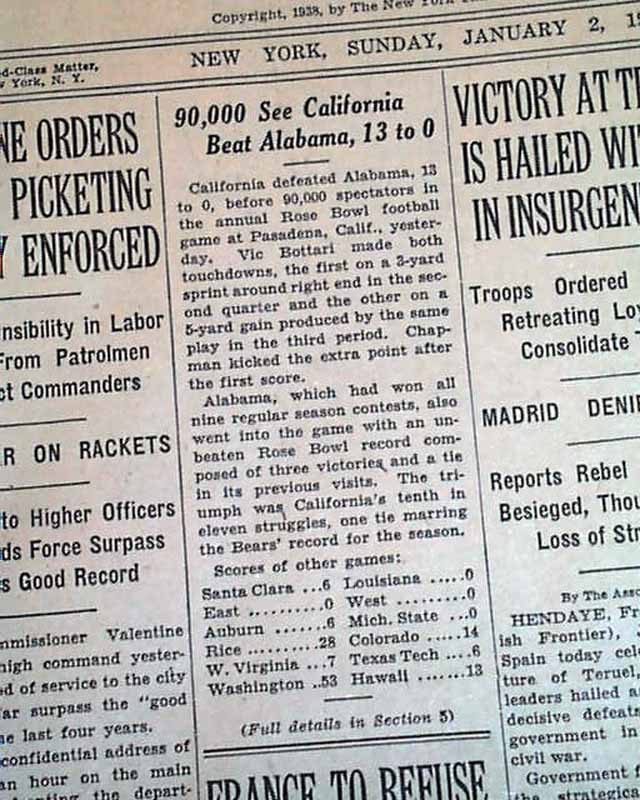 Copyright, 1938, by The New York
NEW YORK, SUNDAY, JANUARY 2,
d-Class Matter,
York, N. Y.
NE ORDERS
PICKETING
Y ENFORCED
nsibility in Labor
From Patrolmen
ct Commanders
R ON RACKETS
to Higher Officers
ds Force Surpass
s Good Record
mmissioner Valentine
high command yester-
d of service to the city
ar surpass the "good
e last four years.
confidential address of
an hour on the main
ting the depart-
90,000 See California
Beat Alabama, 13 to 0
California defeated Alabama, 13
to 0, before 90,000 spectators in
the annual Rose Bowl football
game at Pasadena, Calif., yester-
day. Vic Bottari made both
touchdowns, the first on a 3-yard
sprint around right end in the sec-
ond quarter and the other on a
5-yard gain produced by the same
play in the third period. Chap-
man kicked the extra point after
the first score.
Alabama, which had won all
nine regular season contests, also
went into the game with an un-
beaten Rose Bowl record com-
posed of three victories and a tie
in its previous visits. The tri-
umph was California's tenth in
eleven struggles, one tie marring
the Bears' record for the season.
Scores of other games:
Santa Clara ...6 Louisiana .....0
East ..........0 West .........0
Auburn .......6 Mich. State ...0
Rice .........28 Colorado .....14
W. Virginia ...7 Texas Tech ....6
Washington ..53 Hawaii .......13
(Full details in Section 5)
FRANCE TO REFUSE
VICTORY AT
IS HAILED
IN INSURGEN
Troops Ordered
Retreating Loy
Consolidate
MADRID DENI
Reports Rebel
Besieged, Thou
Loss of Str
By The Asso
HENDAYE, Fr
ish Frontier),
Spain today cel
ture of Teruel,
leaders hailed a
decisive defeats
government in
civil war.
Government f
the strategica